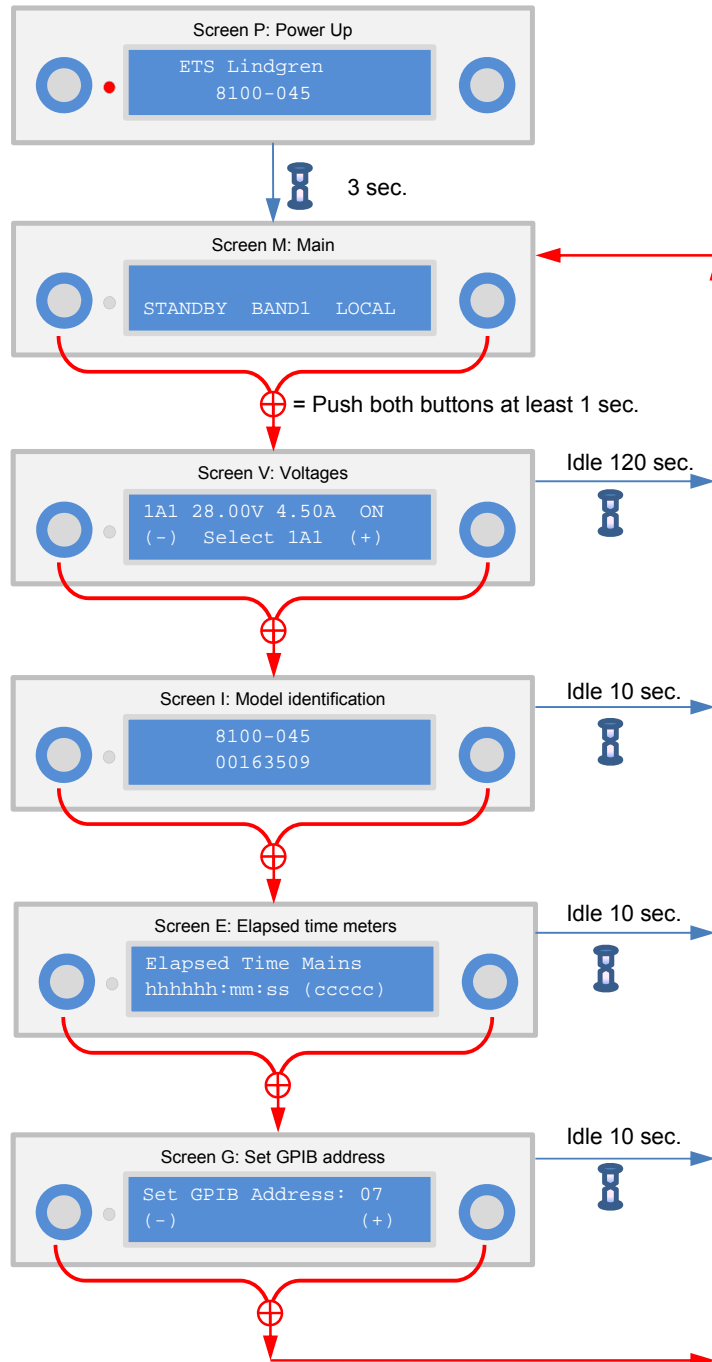 Screen P: Power Up
ETS Lindgren
8100-045
3 sec.
Screen M: Main
STANDBY BAND1 LOCAL
= Push both buttons at least 1 sec.
Screen V: Voltages
Idle 120 sec.
1A1 28.00V 4.50A ON
(-) Select 1A1 (+)
Screen I: Model identification
Idle 10 sec.
8100-045
00163509
Screen E: Elapsed time meters
Idle 10 sec.
Elapsed Time Mains
hhhhhh:mm:ss (ccccc)
Screen G: Set GPIB address
Idle 10 sec.
Set GPIB Address: 07
(-) (+)